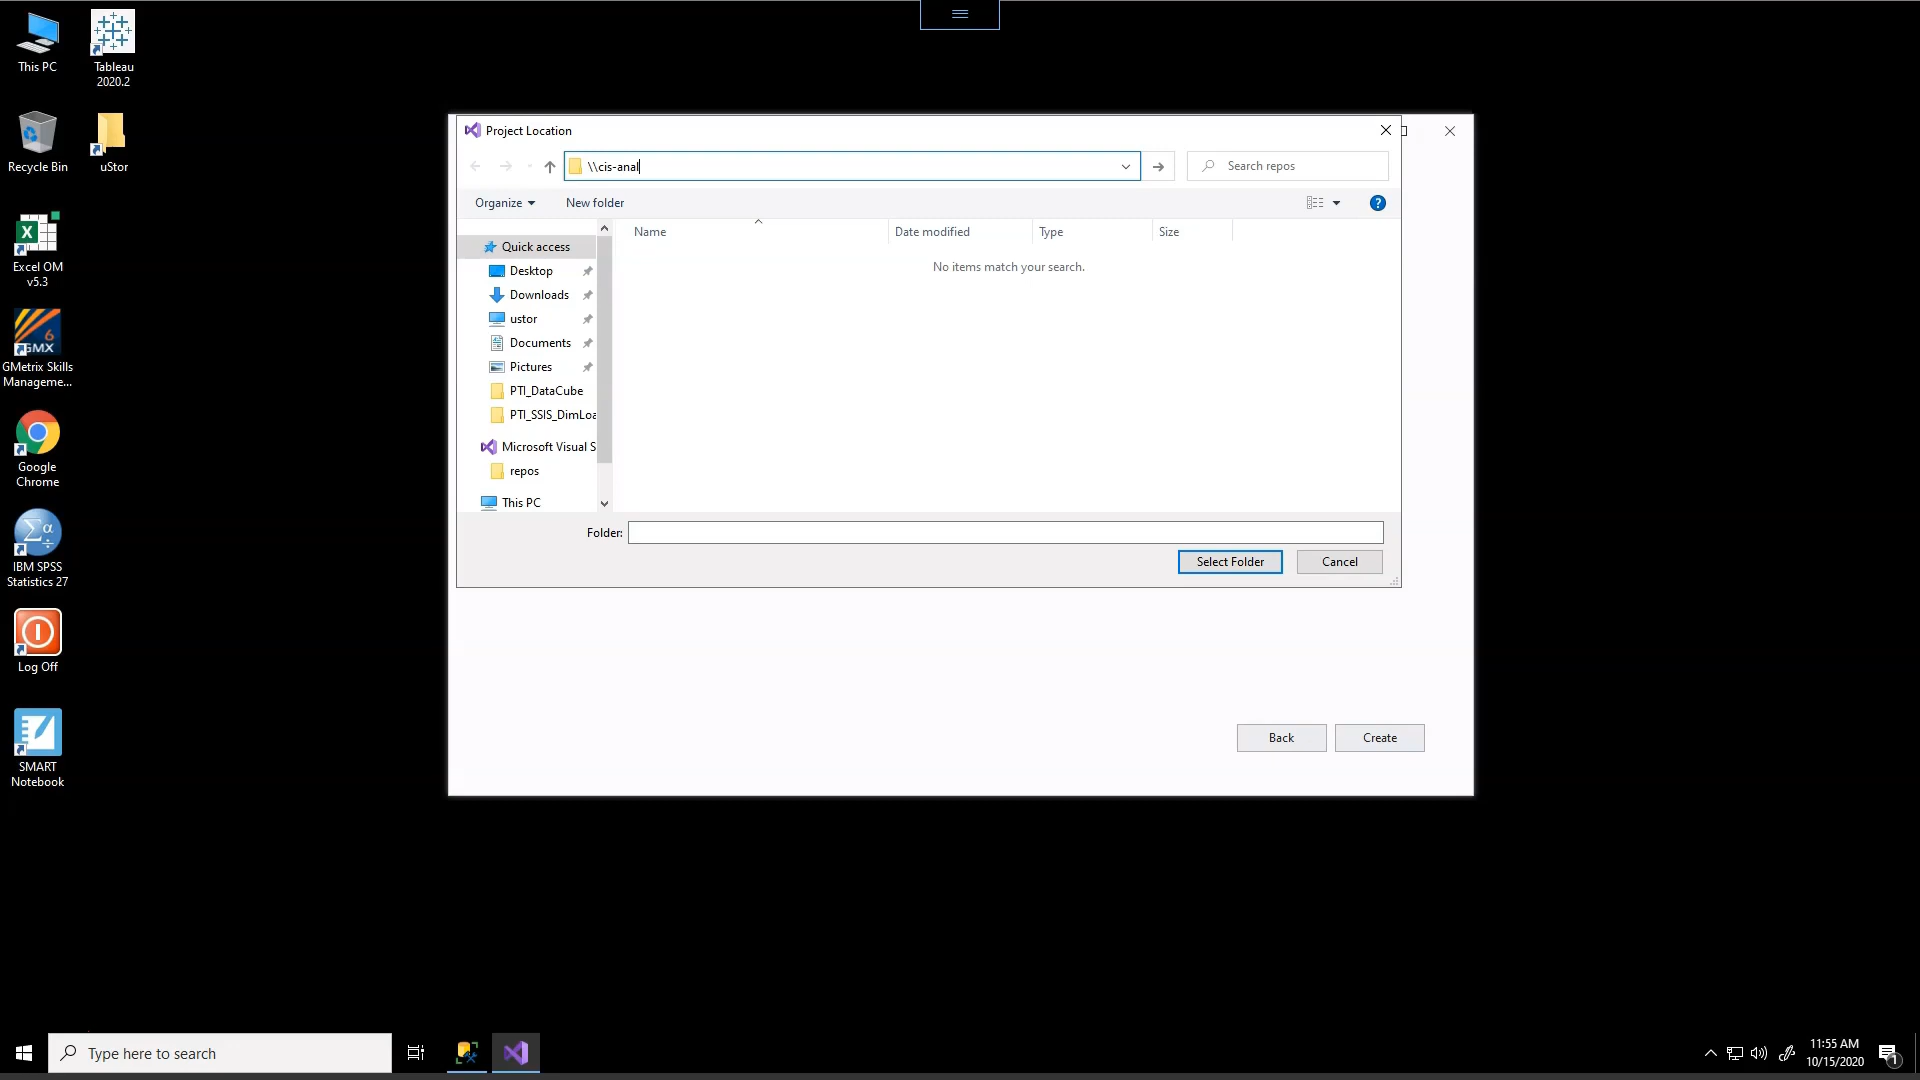 This PC
Tableau
2020.2
Recycle Bin
uStor
Excel OM
v5.3
GMetrix Skills
Manageme...
Google
Chrome
IBM SPSS
Statistics 27
Log Off
SMART
Notebook
Project Location
\\cis-anal
Search repos
Organize
New folder
Name
Date modified
Type
Size
No items match your search.
Quick access
Desktop
Downloads
ustor
Documents
Pictures
PTI_DataCube
PTI_SSIS_DimLoa
Microsoft Visual S
repos
This PC
Folder:
Select Folder
Cancel
Back
Create
Type here to search
11:55 AM
10/15/2020
1